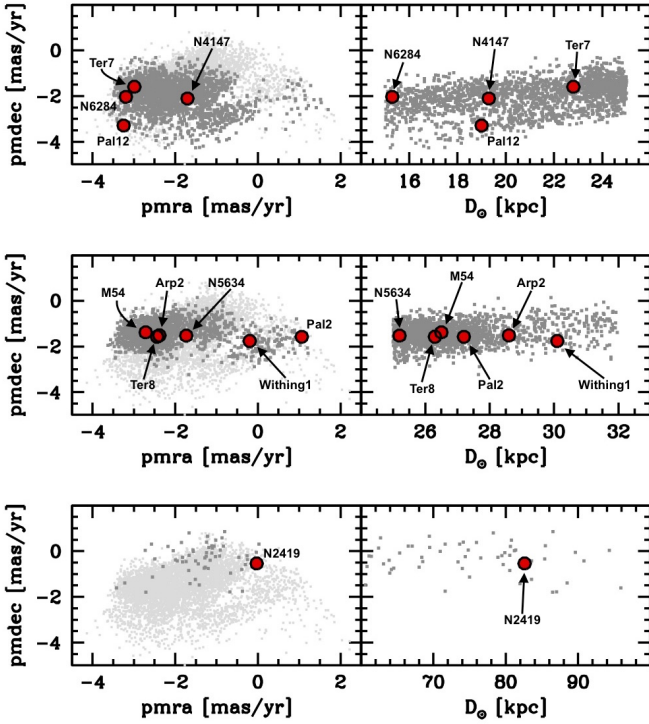 Ter7
N4147
N6284
Pal12
pmdec [mas/yr]
0
−2
−4
−4
−2
0
2
pmra [mas/yr]
N6284
N4147
Ter7
Pal12
16
18
20
22
24
D⊙ [kpc]
M54
Arp2
N5634
Pal2
Ter8
Withing1
pmdec [mas/yr]
2
0
−2
−4
−4
−2
0
2
pmra [mas/yr]
N5634
M54
Arp2
Ter8
Pal2
Withing1
26
28
30
32
D⊙ [kpc]
N2419
pmdec [mas/yr]
0
−2
−4
−4
−2
0
2
pmra [mas/yr]
N2419
70
80
90
D⊙ [kpc]